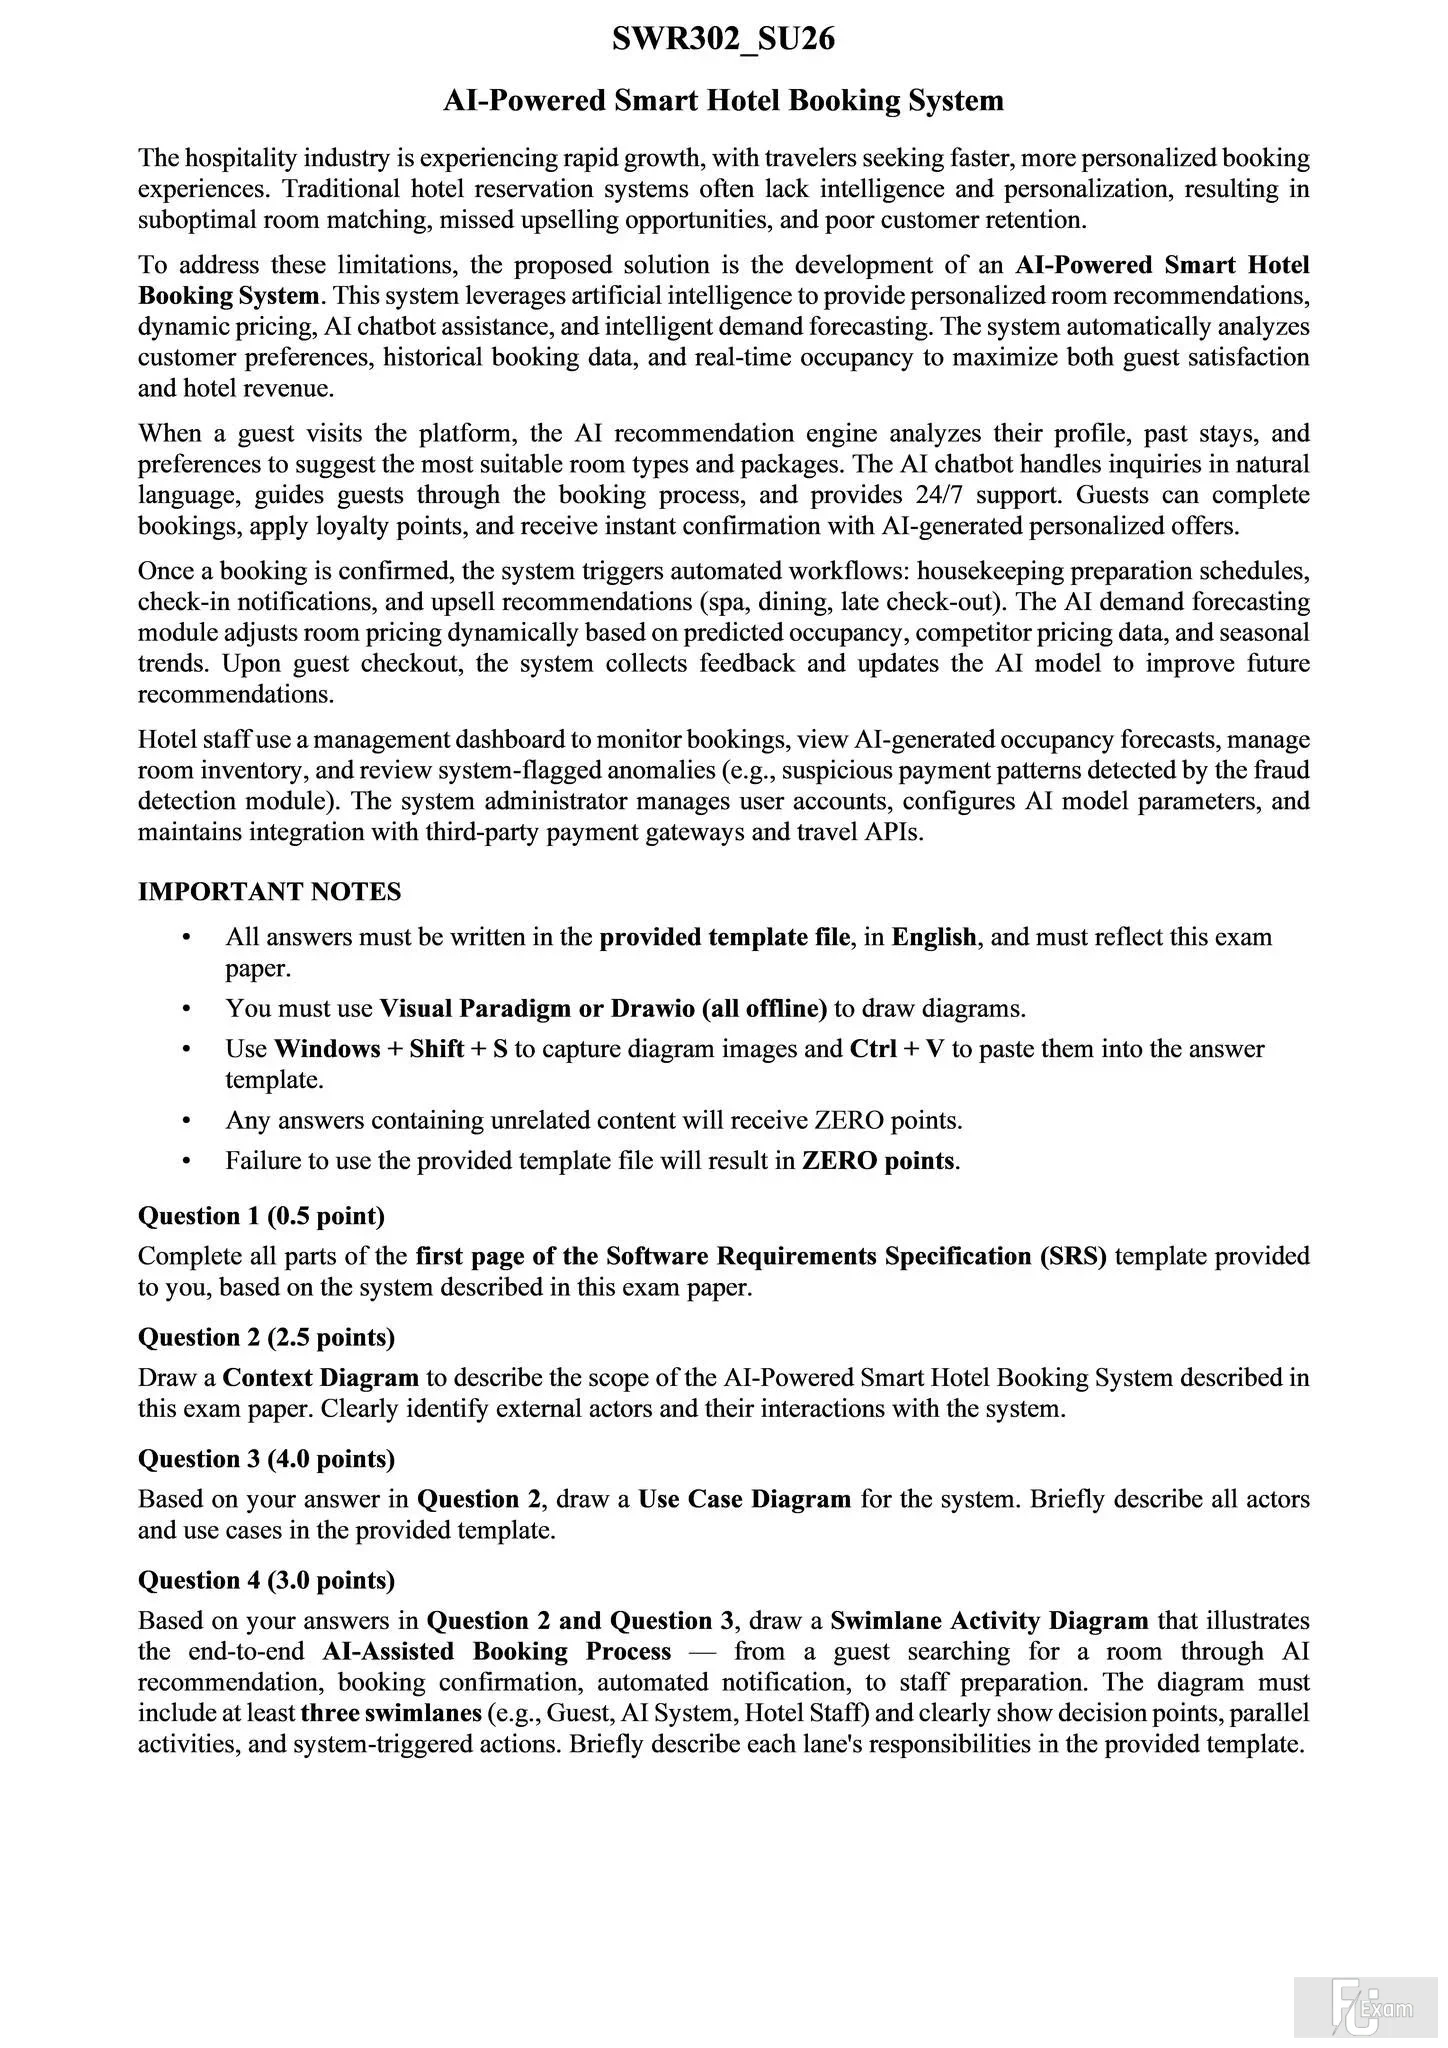 SWR302_SU26
AI-Powered Smart Hotel Booking System
The hospitality industry is experiencing rapid growth, with travelers seeking faster, more personalized booking
experiences. Traditional hotel reservation systems often lack intelligence and personalization, resulting in
suboptimal room matching, missed upselling opportunities, and poor customer retention.
To address these limitations, the proposed solution is the development of an AI-Powered Smart Hotel
Booking System. This system leverages artificial intelligence to provide personalized room recommendations,
dynamic pricing, AI chatbot assistance, and intelligent demand forecasting. The system automatically analyzes
customer preferences, historical booking data, and real-time occupancy to maximize both guest satisfaction
and hotel revenue.
When a guest visits the platform, the AI recommendation engine analyzes their profile, past stays, and
preferences to suggest the most suitable room types and packages. The AI chatbot handles inquiries in natural
language, guides guests through the booking process, and provides 24/7 support. Guests can complete
bookings, apply loyalty points, and receive instant confirmation with AI-generated personalized offers.
Once a booking is confirmed, the system triggers automated workflows: housekeeping preparation schedules,
check-in notifications, and upsell recommendations (spa, dining, late check-out). The AI demand forecasting
module adjusts room pricing dynamically based on predicted occupancy, competitor pricing data, and seasonal
trends. Upon guest checkout, the system collects feedback and updates the AI model to improve future
recommendations.
Hotel staff use a management dashboard to monitor bookings, view AI-generated occupancy forecasts, manage
room inventory, and review system-flagged anomalies (e.g., suspicious payment patterns detected by the fraud
detection module). The system administrator manages user accounts, configures AI model parameters, and
maintains integration with third-party payment gateways and travel APIs.
IMPORTANT NOTES
• All answers must be written in the provided template file, in English, and must reflect this exam
paper.
• You must use Visual Paradigm or Drawio (all offline) to draw diagrams.
• Use Windows + Shift + S to capture diagram images and Ctrl + V to paste them into the answer
template.
• Any answers containing unrelated content will receive ZERO points.
• Failure to use the provided template file will result in ZERO points.
Question 1 (0.5 point)
Complete all parts of the first page of the Software Requirements Specification (SRS) template provided
to you, based on the system described in this exam paper.
Question 2 (2.5 points)
Draw a Context Diagram to describe the scope of the AI-Powered Smart Hotel Booking System described in
this exam paper. Clearly identify external actors and their interactions with the system.
Question 3 (4.0 points)
Based on your answer in Question 2, draw a Use Case Diagram for the system. Briefly describe all actors
and use cases in the provided template.
Question 4 (3.0 points)
Based on your answers in Question 2 and Question 3, draw a Swimlane Activity Diagram that illustrates
the end-to-end AI-Assisted Booking Process — from a guest searching for a room through AI
recommendation, booking confirmation, automated notification, to staff preparation. The diagram must
include at least three swimlanes (e.g., Guest, AI System, Hotel Staff) and clearly show decision points, parallel
activities, and system-triggered actions. Briefly describe each lane's responsibilities in the provided template.
Exam